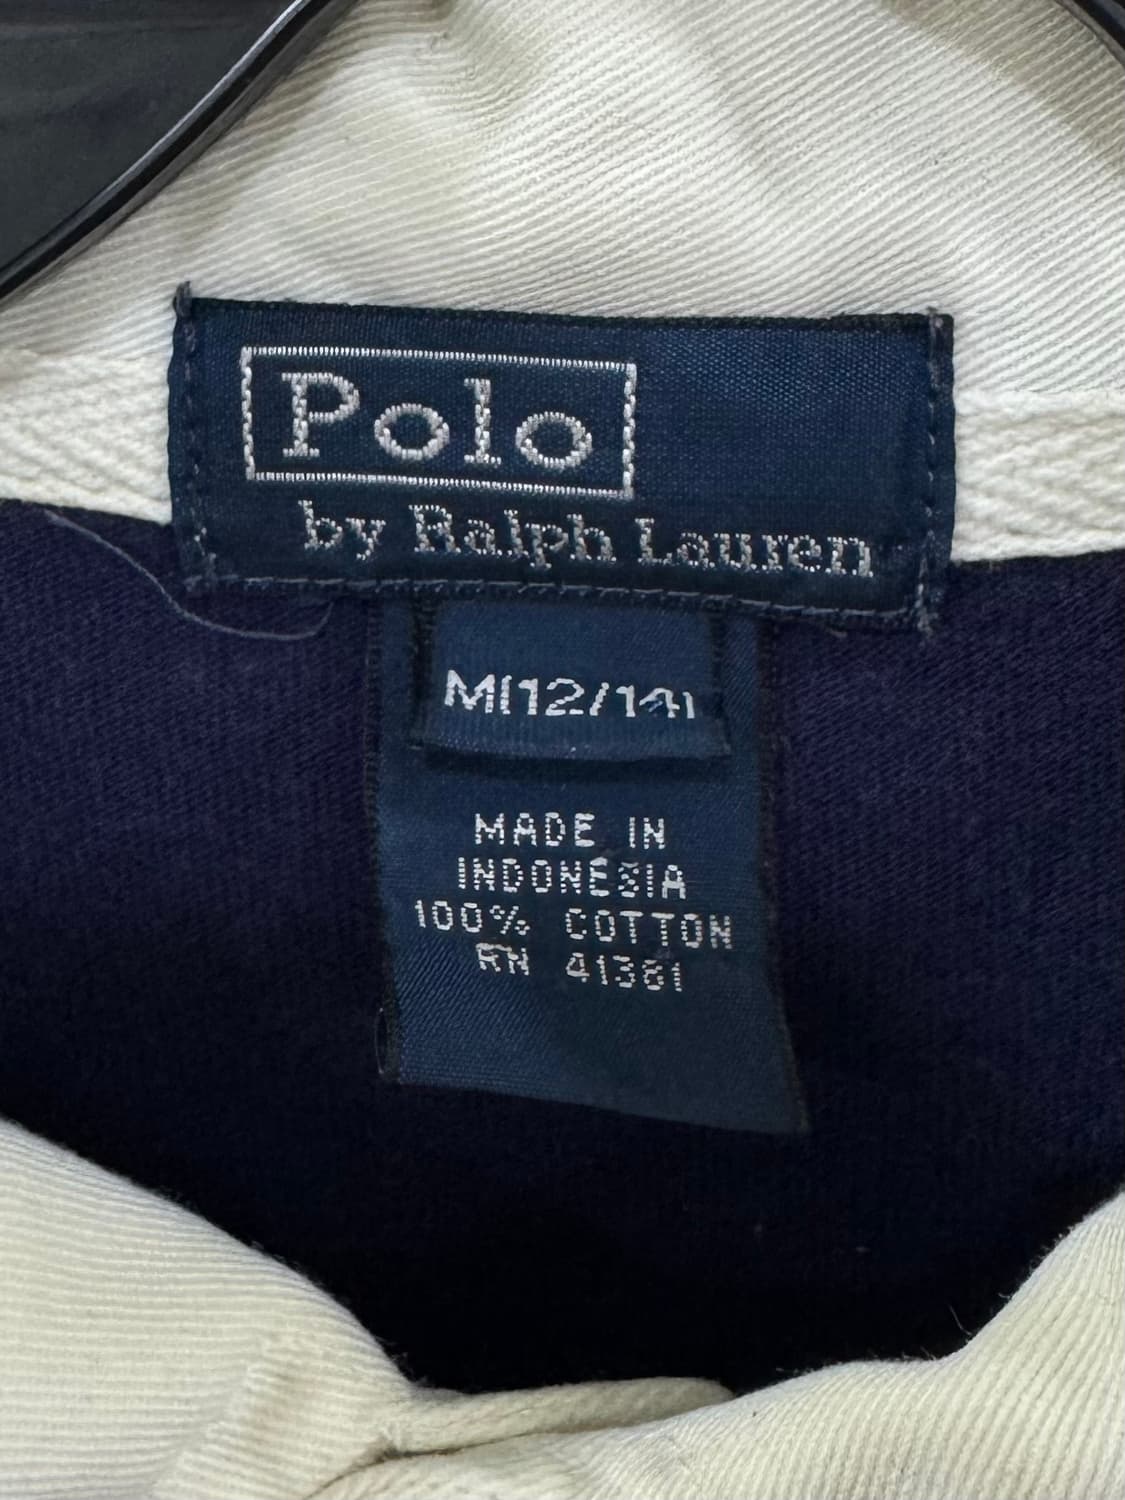 Polo
by Ralph Lauren
M(12/14)
MADE IN
INDONESIA
100% COTTON
RN 41381